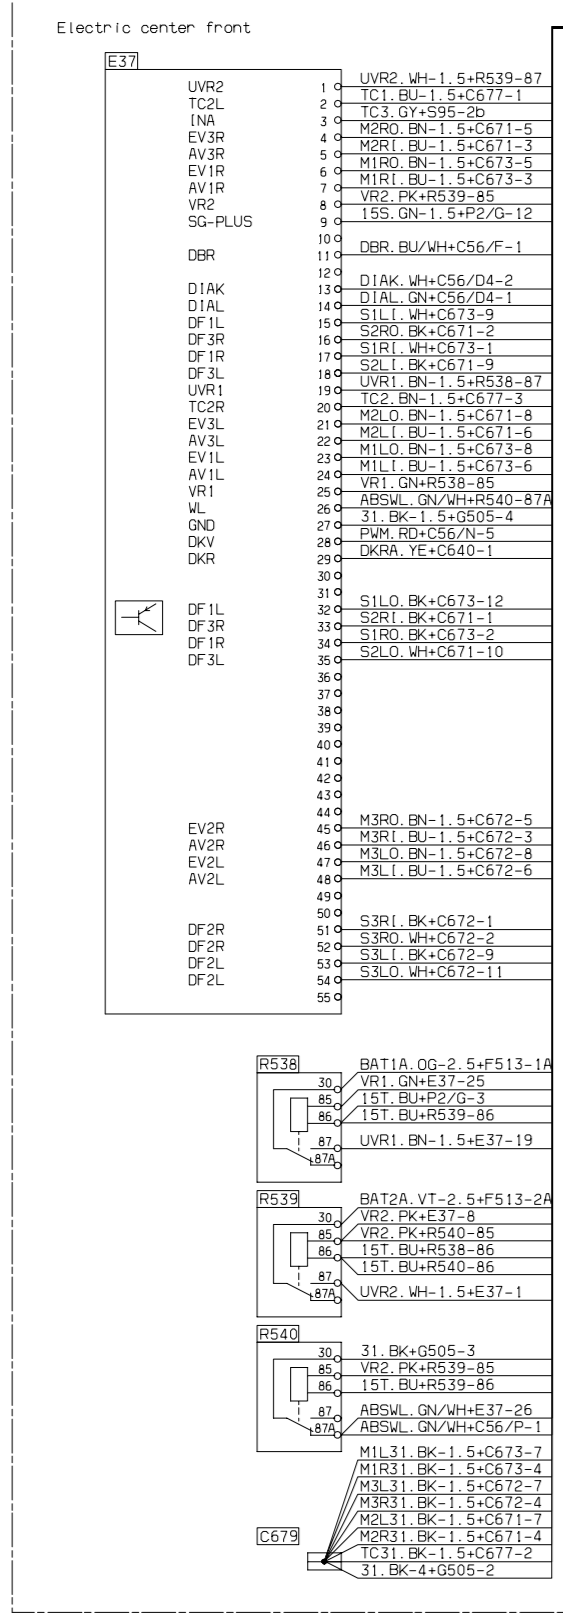 Electric center front
E37
UVR2 1 UVR2.WH-1.5+R539-87
TC2L 2 TC1.BU-1.5+C677-1
INA 3 TC3.GY+S95-2b
EV3R 4 M2RO.BN-1.5+C671-5
AV3R 5 M2RI.BU-1.5+C671-3
EV1R 6 M1RO.BN-1.5+C673-5
AV1R 7 M1RI.BU-1.5+C673-3
VR2 8 VR2.PK+R539-85
SG-PLUS 9 15S.GN-1.5+P2/G-12
10
DBR 11 DBR.BU/WH+C56/F-1
12
DIAK 13 DIAK.WH+C56/D4-2
DIAL 14 DIAL.GN+C56/D4-1
DF1L 15 S1LI.WH+C673-9
DF3R 16 S2RO.BK+C671-2
DF1R 17 S1RI.WH+C673-1
DF3L 18 S2LI.BK+C671-9
UVR1 19 UVR1.BN-1.5+R538-87
TC2R 20 TC2.BN-1.5+C677-3
EV3L 21 M2LO.BN-1.5+C671-8
AV3L 22 M2LI.BU-1.5+C671-6
EV1L 23 M1LO.BN-1.5+C673-8
AV1L 24 M1LI.BU-1.5+C673-6
VR1 25 VR1.GN+R538-85
WL 26 ABSWL.GN/WH+R540-87A
GND 27 31.BK-1.5+G505-4
DKV 28 PWM.RD+C56/N-5
DKR 29 DKRA.YE+C640-1
30
31
DF1L 32 S1LO.BK+C673-12
DF3R 33 S2RI.BK+C671-1
DF1R 34 S1RO.BK+C673-2
DF3L 35 S2LO.WH+C671-10
36
37
38
39
40
41
42
43
44
EV2R 45 M3RO.BN-1.5+C672-5
AV2R 46 M3RI.BU-1.5+C672-3
EV2L 47 M3LO.BN-1.5+C672-8
AV2L 48 M3LI.BU-1.5+C672-6
49
50
DF2R 51 S3RI.BK+C672-1
DF2R 52 S3RO.WH+C672-2
DF2L 53 S3LI.BK+C672-9
DF2L 54 S3LO.WH+C672-11
55
R538 BAT1A.OG-2.5+F513-1A
30 VR1.GN+E37-25
85 15T.BU+P2/G-3
86 15T.BU+R539-86
87 UVR1.BN-1.5+E37-19
87A
R539 BAT2A.VT-2.5+F513-2A
30 VR2.PK+E37-8
85 VR2.PK+R540-85
86 15T.BU+R538-86
15T.BU+R540-86
87
87A UVR2.WH-1.5+E37-1
R540
30 31.BK+G505-3
85 VR2.PK+R539-85
86 15T.BU+R539-86
87 ABSWL.GN/WH+E37-26
87A ABSWL.GN/WH+C56/P-1
M1L31.BK-1.5+C673-7
M1R31.BK-1.5+C673-4
M3L31.BK-1.5+C672-7
M3R31.BK-1.5+C672-4
M2L31.BK-1.5+C671-7
C679 M2R31.BK-1.5+C671-4
TC31.BK-1.5+C677-2
31.BK-4+G505-2